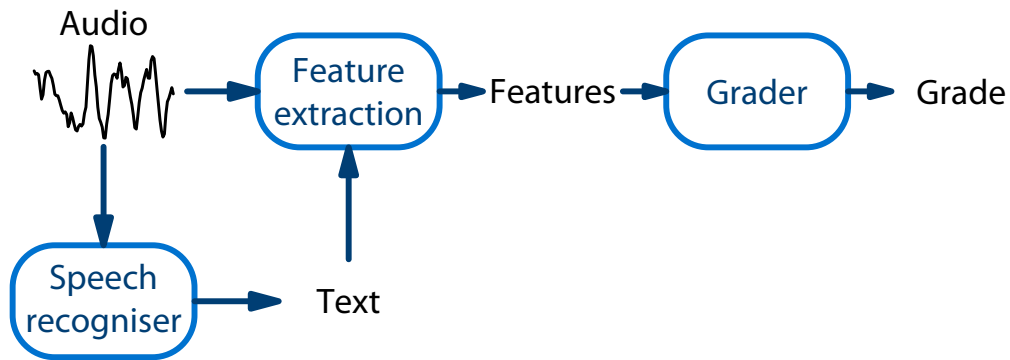 Audio
Feature
extraction
Features
Grader
Grade
Speech
recogniser
Text